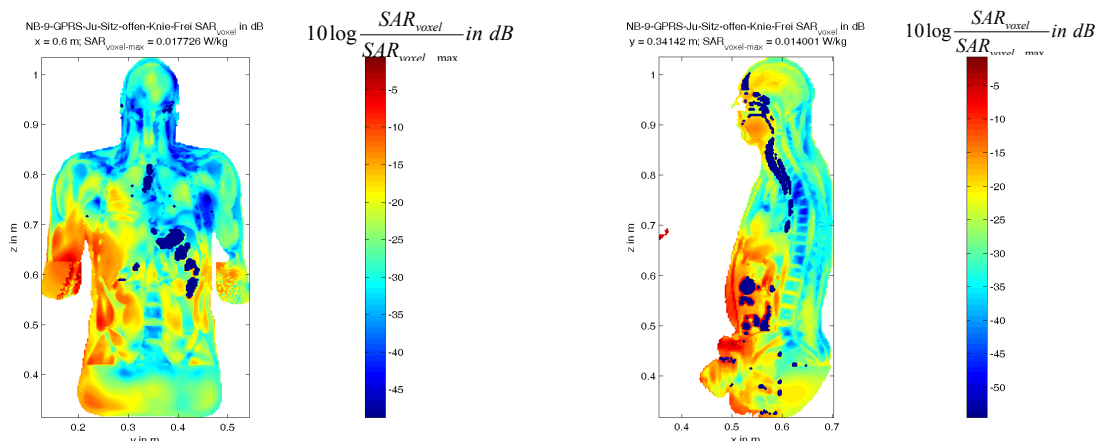 NB-9-GPRS-Ju-Sitz-offen-Knie-Frei SAR_voxel in dB
x = 0.6 m; SAR_voxel-max = 0.017726 W/kg
10 log SAR_voxel / SAR_voxel max in dB
1
0.9
0.8
0.7
0.6
0.5
0.4
z in m
0.2 0.3 0.4 0.5
y in m
-5
-10
-15
-20
-25
-30
-35
-40
-45
NB-9-GPRS-Ju-Sitz-offen-Knie-Frei SAR_voxel in dB
y = 0.34142 m; SAR_voxel-max = 0.014001 W/kg
10 log SAR_voxel / SAR_voxel max in dB
1
0.9
0.8
0.7
0.6
0.5
0.4
z in m
0.4 0.5 0.6 0.7
x in m
-5
-10
-15
-20
-25
-30
-35
-40
-45
-50